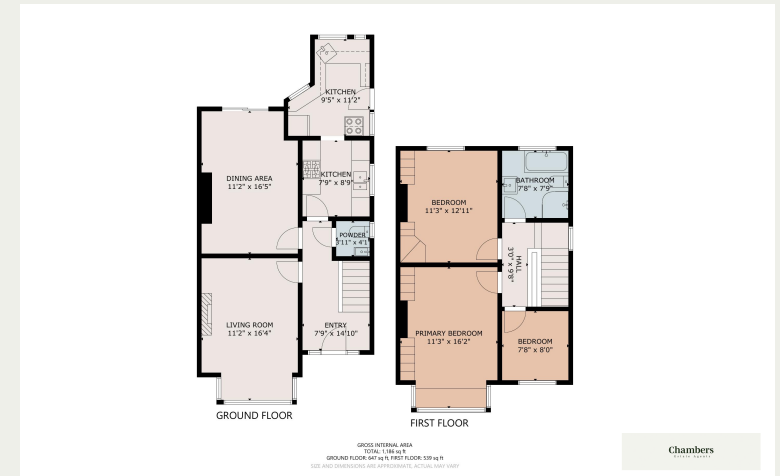 KITCHEN
9'5" x 11'2"
DINING AREA
11'2" x 16'5"
KITCHEN
7'9" x 8'9"
POWDER
3'11" x 4'1"
LIVING ROOM
11'2" x 16'4"
ENTRY
7'9" x 14'10"
GROUND FLOOR
BEDROOM
11'3" x 12'11"
BATHROOM
7'8" x 7'9"
HALL
3'0" x 9'8"
PRIMARY BEDROOM
11'3" x 16'2"
BEDROOM
7'8" x 8'0"
FIRST FLOOR
GROSS INTERNAL AREA
TOTAL: 1,186 sq ft
GROUND FLOOR: 647 sq ft, FIRST FLOOR: 539 sq ft
SIZE AND DIMENSIONS ARE APPROXIMATE, ACTUAL MAY VARY
Chambers
Estate Agents